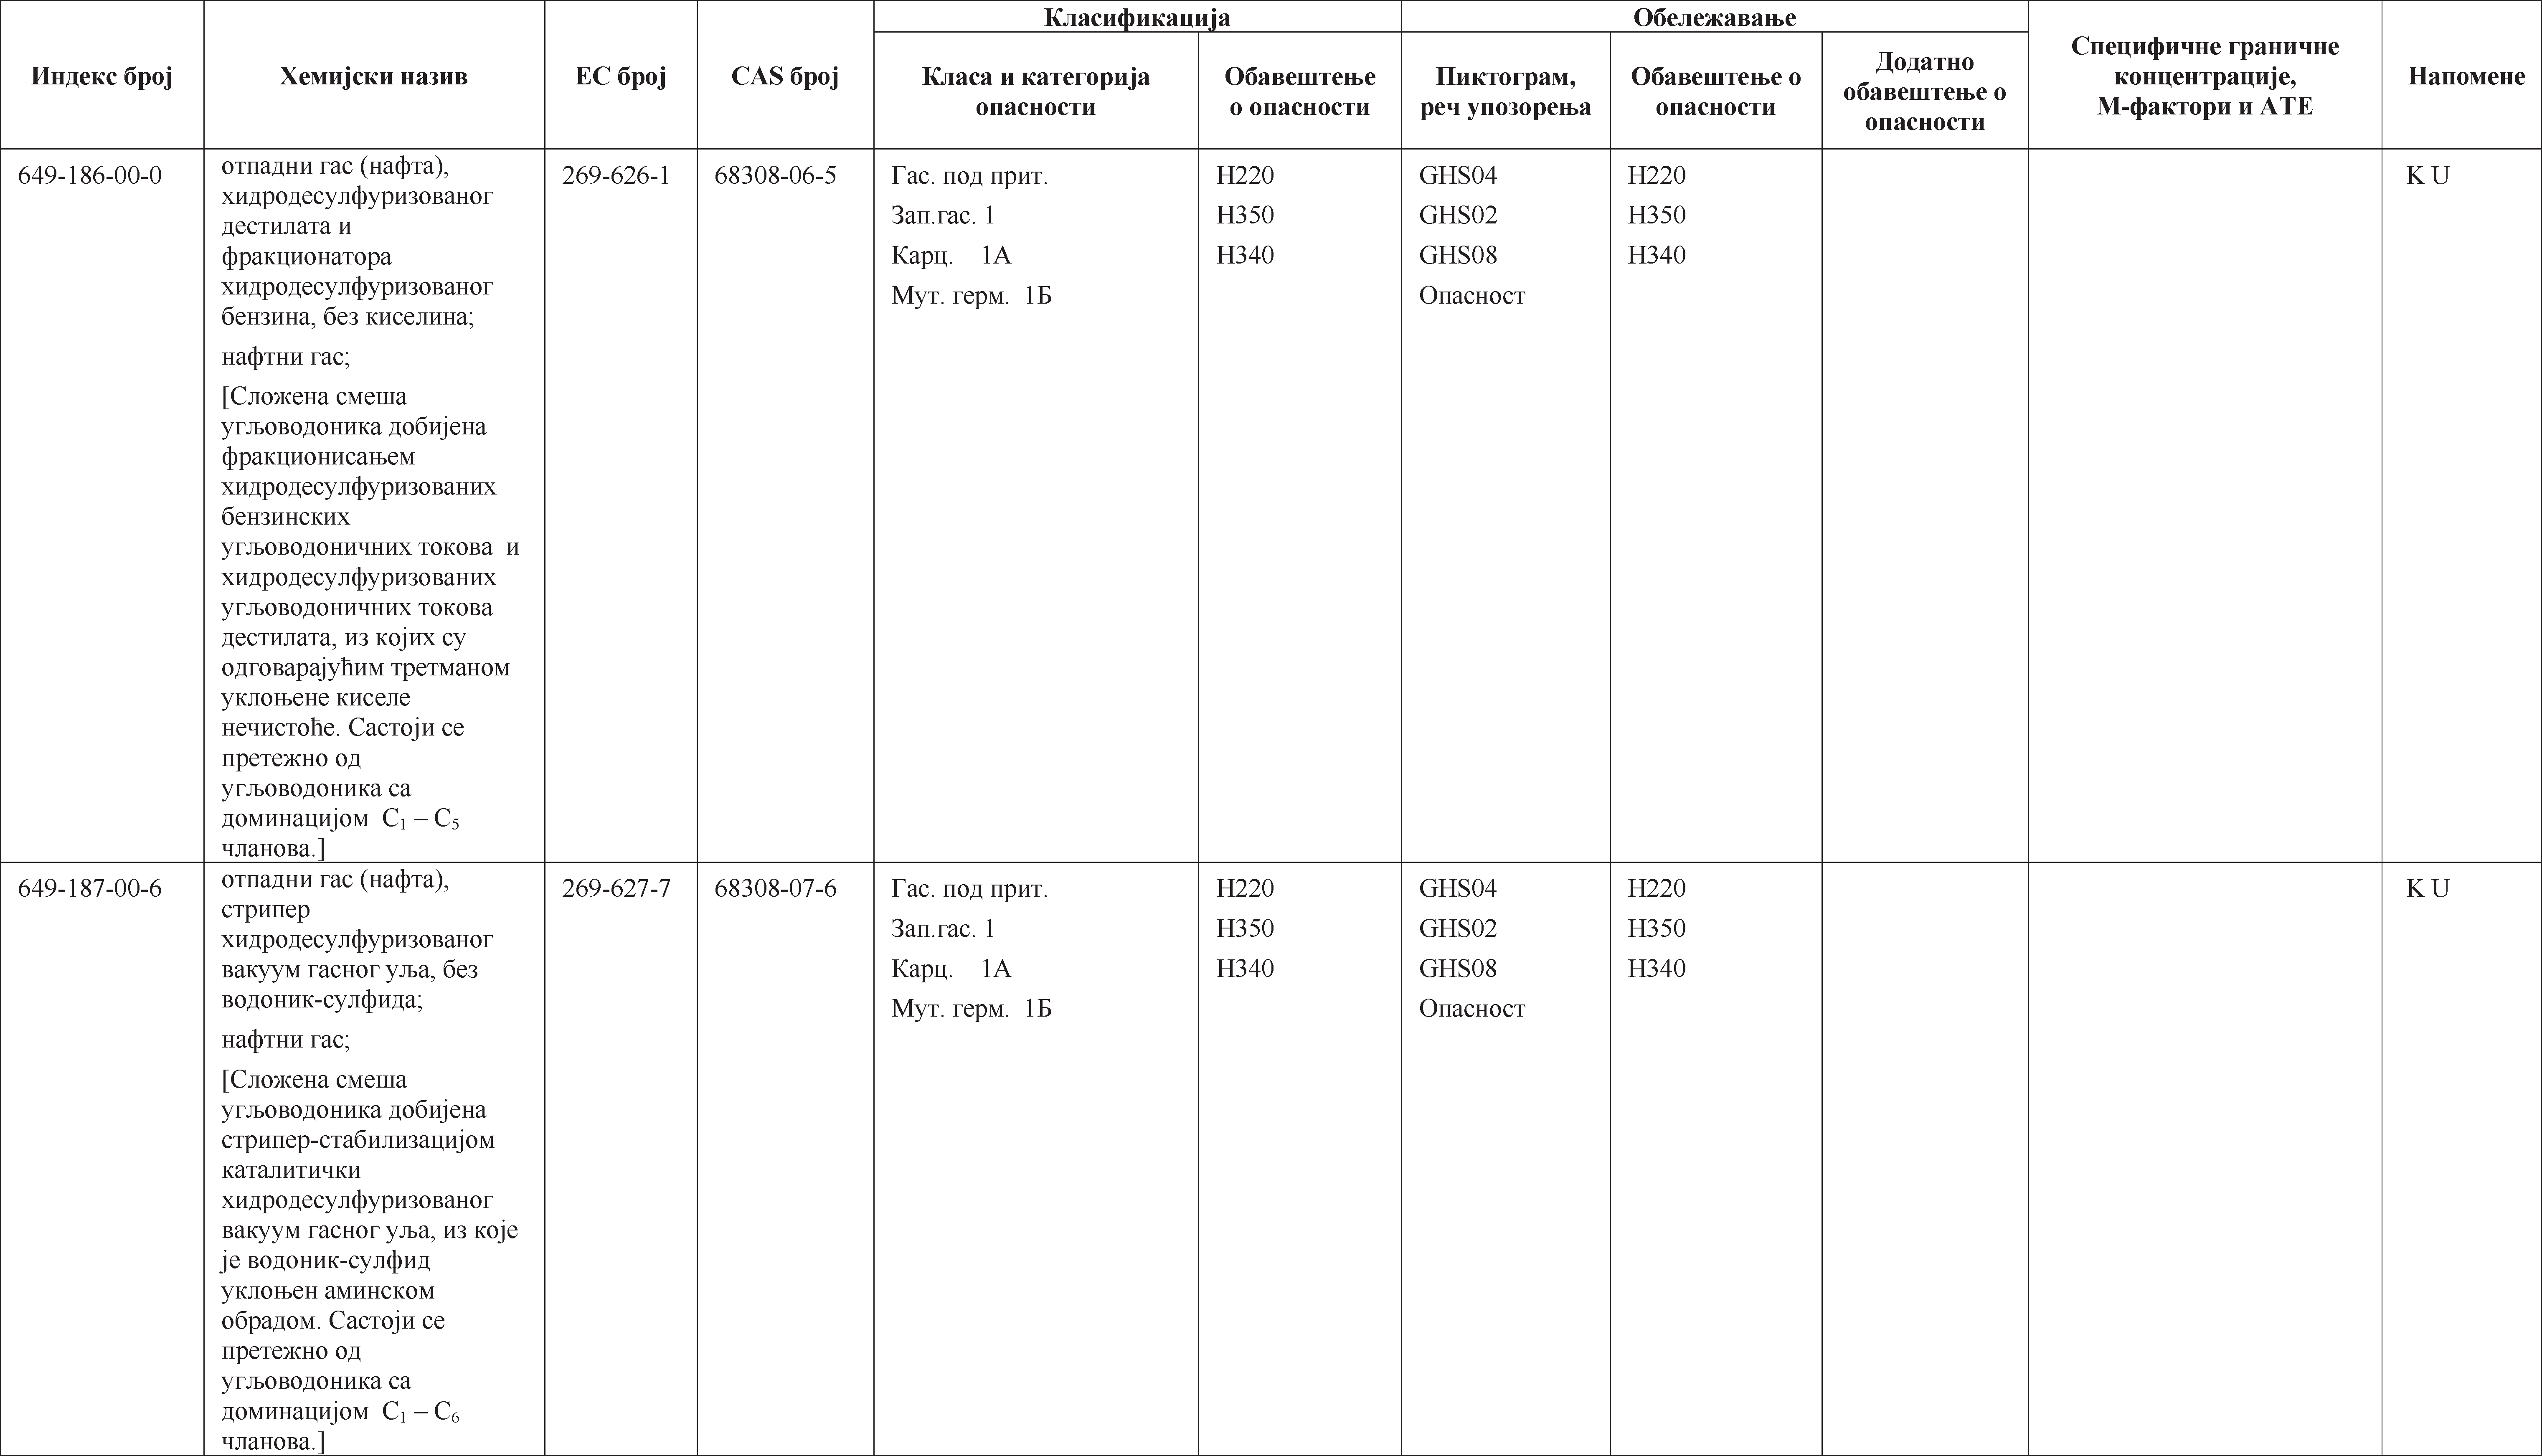 Индекс број
Хемијски назив
ЕС број
CAS број
Класификација
Класа и категорија
опасности
Обавештење
о опасности
Обележавање
Пиктограм,
реч упозорења
Обавештење о
опасности
Додатно
обавештење о
опасности
Специфичне граничне
концентрације,
М-фактори и АТЕ
Напомене
649-186-00-0
отпадни гас (нафта),
хидродесулфуризованог
дестилата и
фракционатора
хидродесулфуризованог
бензина, без киселина;
нафтни гас;
[Сложена смеша
угљоводоника добијена
фракционисањем
хидродесулфуризованих
бензинских
угљоводоничних токова  и
хидродесулфуризованих
угљоводоничних токова
дестилата, из којих су
одговарајућим третманом
уклоњене киселе
нечистоће. Састоји се
претежно од
угљоводоника са
доминацијом  C₁ – C₅
чланова.]
269-626-1
68308-06-5
Гас. под прит.
Зап.гас. 1
Карц.    1А
Мут. герм.  1Б
H220
H350
H340
GHS04
GHS02
GHS08
Опасност
H220
H350
H340
K U
649-187-00-6
отпадни гас (нафта),
стрипер
хидродесулфуризованог
вакуум гасног уља, без
водоник-сулфида;
нафтни гас;
[Сложена смеша
угљоводоника добијена
стрипер-стабилизацијом
каталитички
хидродесулфуризованог
вакуум гасног уља, из које
је водоник-сулфид
уклоњен аминском
обрадом. Састоји се
претежно од
угљоводоника са
доминацијом  C₁ – C₆
чланова.]
269-627-7
68308-07-6
Гас. под прит.
Зап.гас. 1
Карц.    1А
Мут. герм.  1Б
H220
H350
H340
GHS04
GHS02
GHS08
Опасност
H220
H350
H340
K U